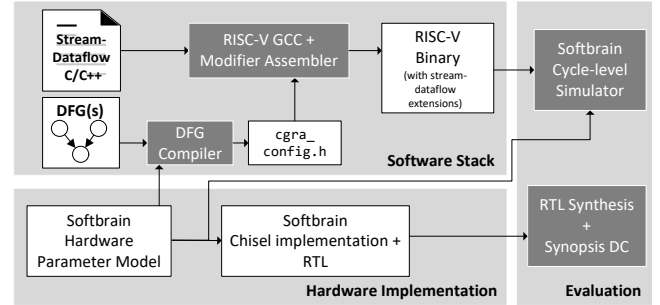 Stream-
Dataflow
C/C++
RISC-V GCC +
Modifier Assembler
RISC-V
Binary
(with stream-
dataflow
extensions)
Softbrain
Cycle-level
Simulator
DFG(s)
DFG
Compiler
cgra_
config.h
Software Stack
Softbrain
Hardware
Parameter Model
Softbrain
Chisel implementation +
RTL
RTL Synthesis
+
Synopsis DC
Hardware Implementation
Evaluation